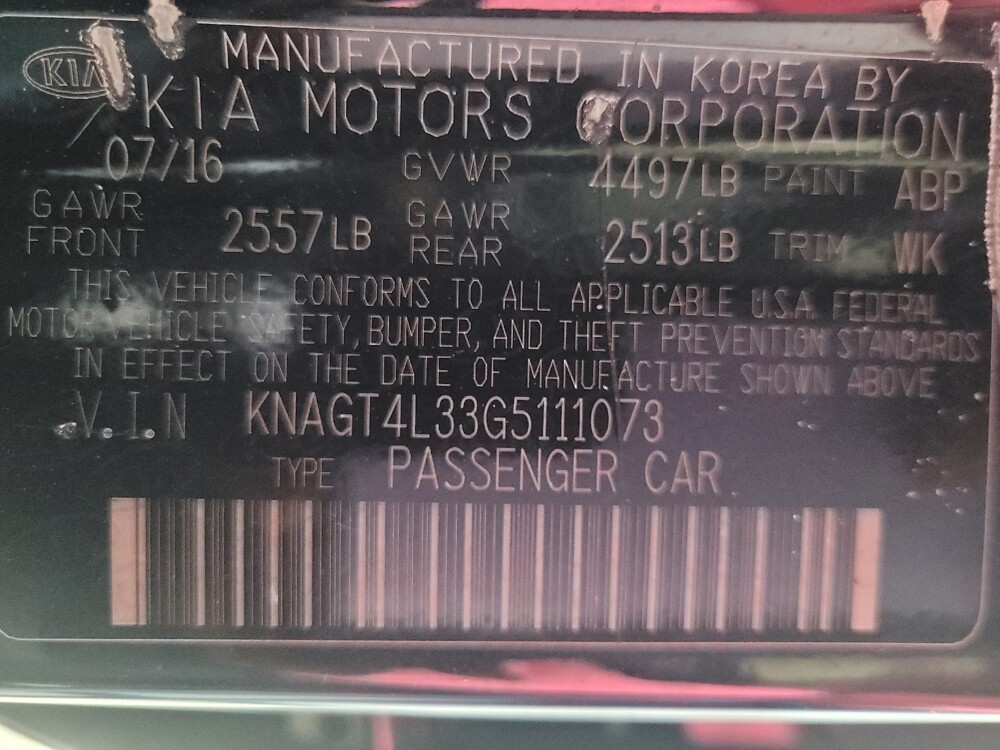 KIA
MANUFACTURED IN KOREA BY
KIA MOTORS CORPORATION
07/16 GVWR 4497LB PAINT ABP
GAWR FRONT 2557LB GAWR REAR 2513LB TRIM WK
THIS VEHICLE CONFORMS TO ALL APPLICABLE U.S.A. FEDERAL
MOTOR VEHICLE SAFETY, BUMPER, AND THEFT PREVENTION STANDARDS
IN EFFECT ON THE DATE OF MANUFACTURE SHOWN ABOVE
V.I.N KNAGT4L33G5111073
TYPE PASSENGER CAR